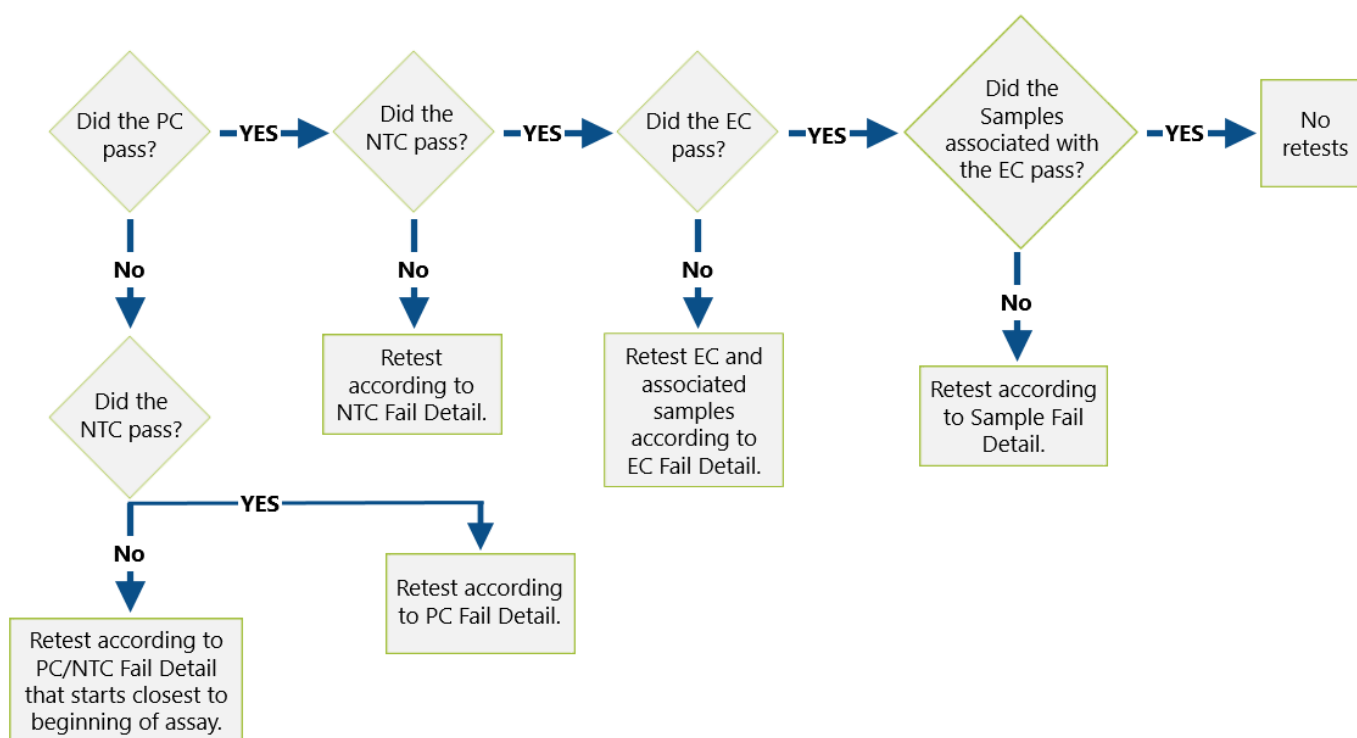 Did the PC
pass?
YES
Did the
NTC pass?
YES
Did the EC
pass?
YES
Did the
Samples
associated with
the EC pass?
YES
No
retests
No
No
No
No
Did the
NTC pass?
Retest
according to
NTC Fail Detail.
Retest EC and
associated
samples
according to
EC Fail Detail.
Retest according
to Sample Fail
Detail.
YES
No
Retest according
to PC Fail Detail.
Retest according to
PC/NTC Fail Detail
that starts closest to
beginning of assay.